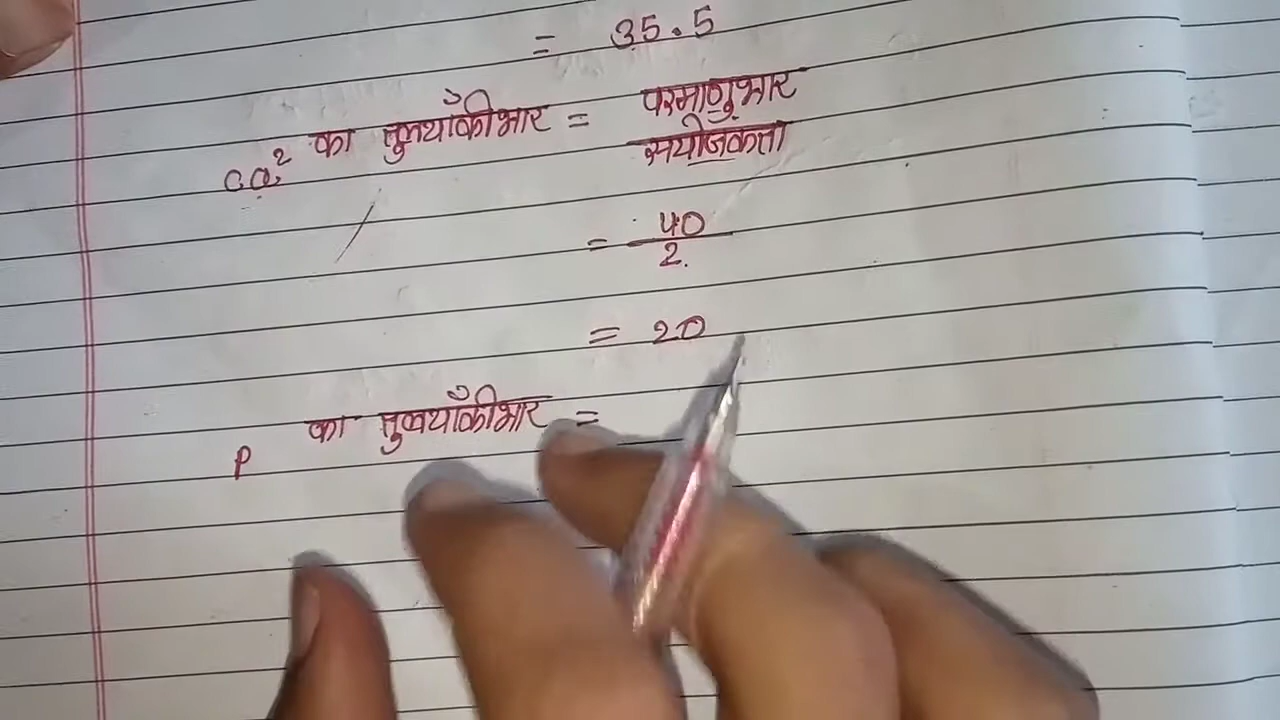 = 35.5
Ca² का तुल्यांकीभार = परमाणुभार
संयोजकता
= 40
2
= 20
P का तुल्यांकीभार =